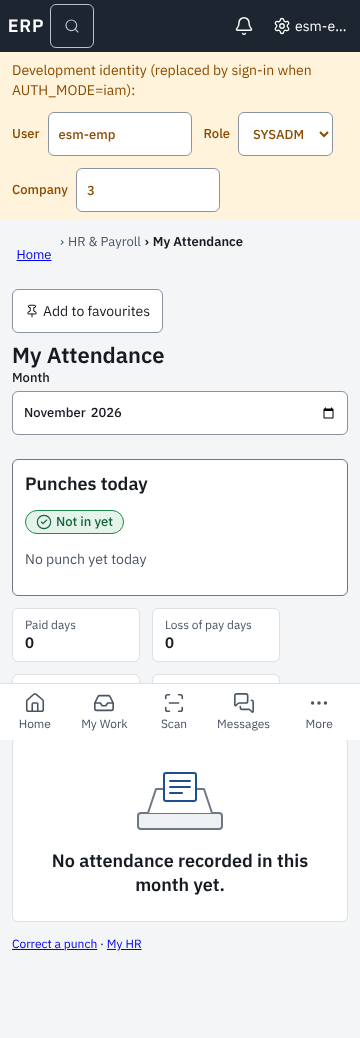 ERP
esm-e...
Development identity (replaced by sign-in when
AUTH_MODE=iam):
User esm-emp Role SYSADM
Company 3
Home › HR & Payroll › My Attendance
Add to favourites
My Attendance
Month
November 2026
Punches today
Not in yet
No punch yet today
Paid days Loss of pay days
0 0
Home My Work Scan Messages More
No attendance recorded in this
month yet.
Correct a punch · My HR